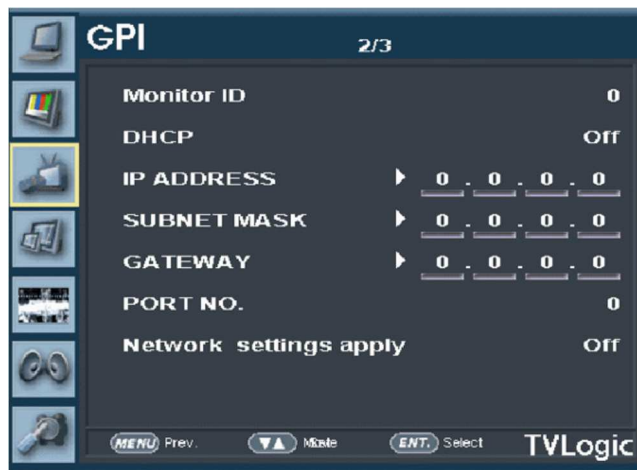 GPI 2/3
Monitor ID 0
DHCP Off
IP ADDRESS 0 . 0 . 0 . 0
SUBNET MASK 0 . 0 . 0 . 0
GATEWAY 0 . 0 . 0 . 0
PORT NO. 0
Network settings apply Off
MENU Prev. ▼▲ ENT. Select TVLogic